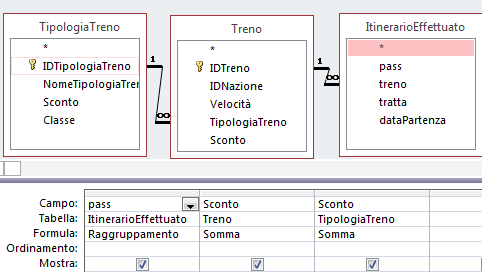 TipologiaTreno
*
IDTipologiaTreno
NomeTipologiaTren
Sconto
Classe
1
∞
Treno
*
IDTreno
IDNazione
Velocità
TipologiaTreno
Sconto
1
∞
ItinerarioEffettuato
*
pass
treno
tratta
dataPartenza
Campo: pass Sconto Sconto
Tabella: ItinerarioEffettuato Treno TipologiaTreno
Formula: Raggruppamento Somma Somma
Ordinamento:
Mostra: